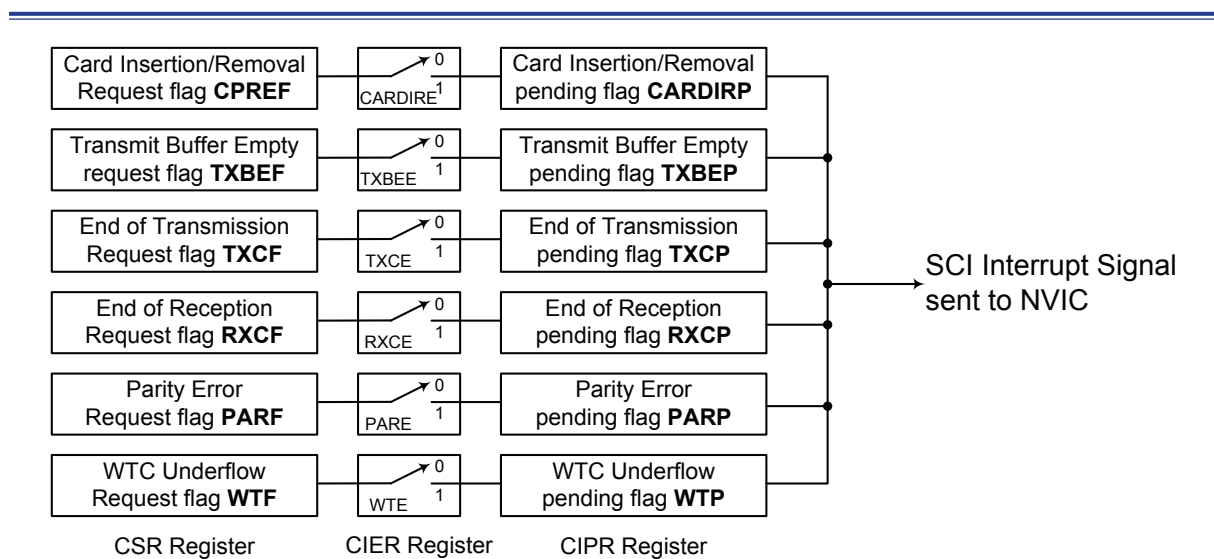 Card Insertion/Removal
Request flag CPREF
0
CARDIRE
1
Card Insertion/Removal
pending flag CARDIRP
Transmit Buffer Empty
request flag TXBEF
0
TXBEE
1
Transmit Buffer Empty
pending flag TXBEP
End of Transmission
Request flag TXCF
0
TXCE
1
End of Transmission
pending flag TXCP
SCI Interrupt Signal
sent to NVIC
End of Reception
Request flag RXCF
0
RXCE
1
End of Reception
pending flag RXCP
Parity Error
Request flag PARF
0
PARE
1
Parity Error
pending flag PARP
WTC Underflow
Request flag WTF
0
WTE
1
WTC Underflow
pending flag WTP
CSR Register
CIER Register
CIPR Register